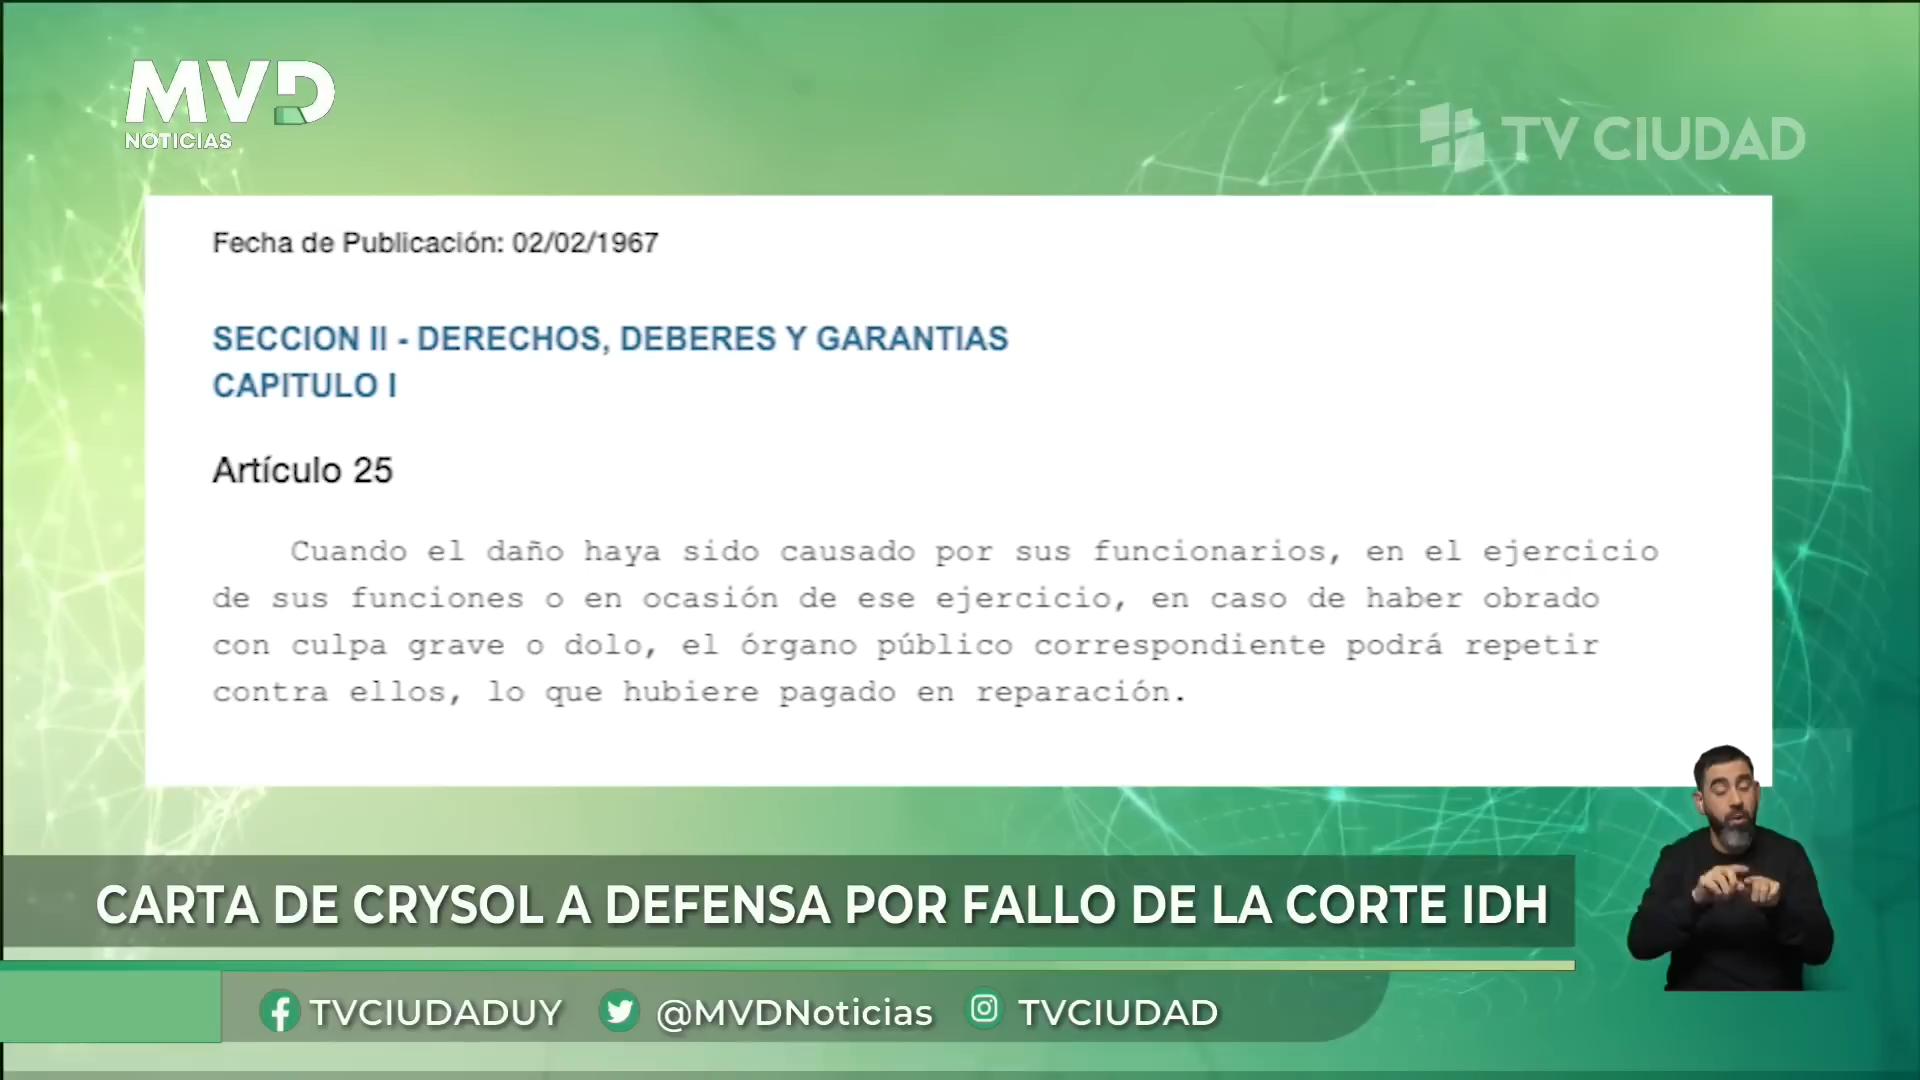 MVD
NOTICIAS
TV CIUDAD
Fecha de Publicación: 02/02/1967
SECCION II - DERECHOS, DEBERES Y GARANTIAS
CAPITULO I
Artículo 25
Cuando el daño haya sido causado por sus funcionarios, en el ejercicio
de sus funciones o en ocasión de ese ejercicio, en caso de haber obrado
con culpa grave o dolo, el órgano público correspondiente podrá repetir
contra ellos, lo que hubiere pagado en reparación.
CARTA DE CRYSOL A DEFENSA POR FALLO DE LA CORTE IDH
TVCIUDADUY @MVDNoticias TVCIUDAD